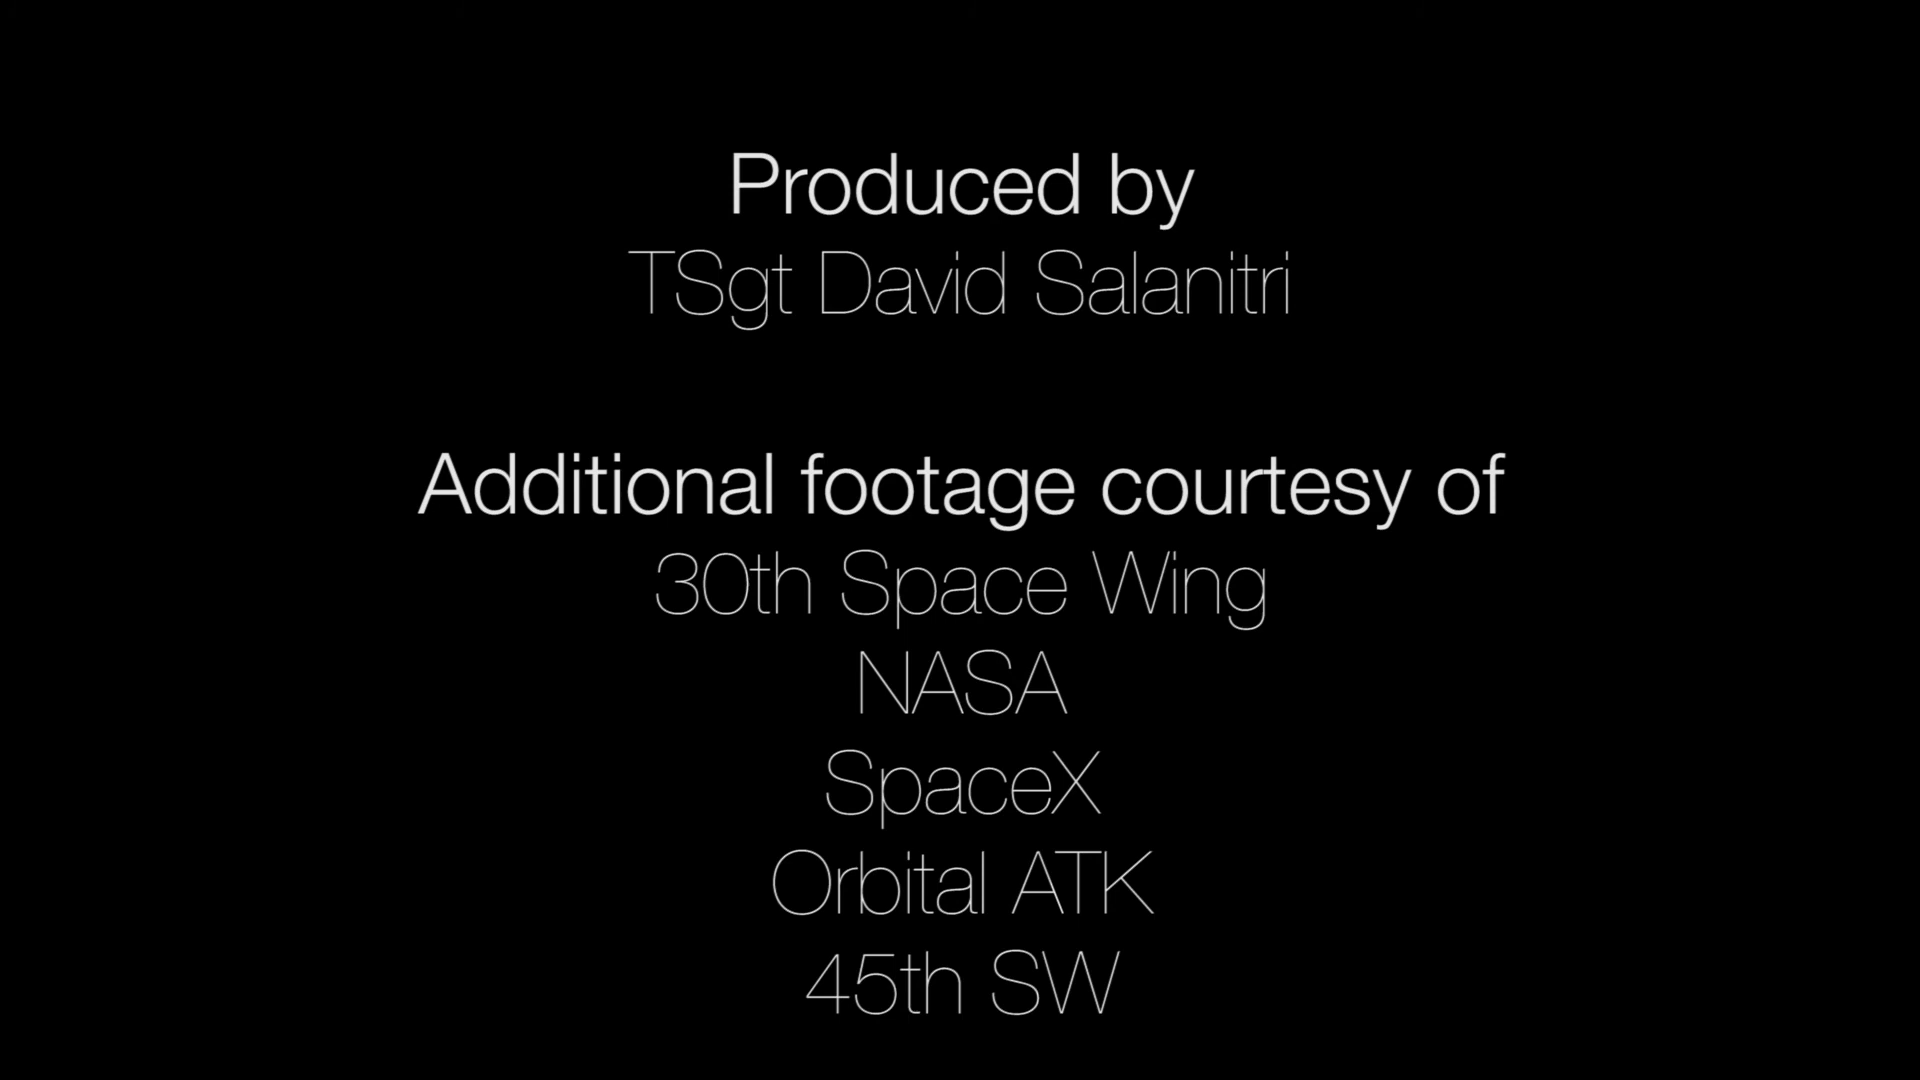 Produced by
TSgt David Salanitri
Additional footage courtesy of
30th Space Wing
NASA
SpaceX
Orbital ATK
45th SW